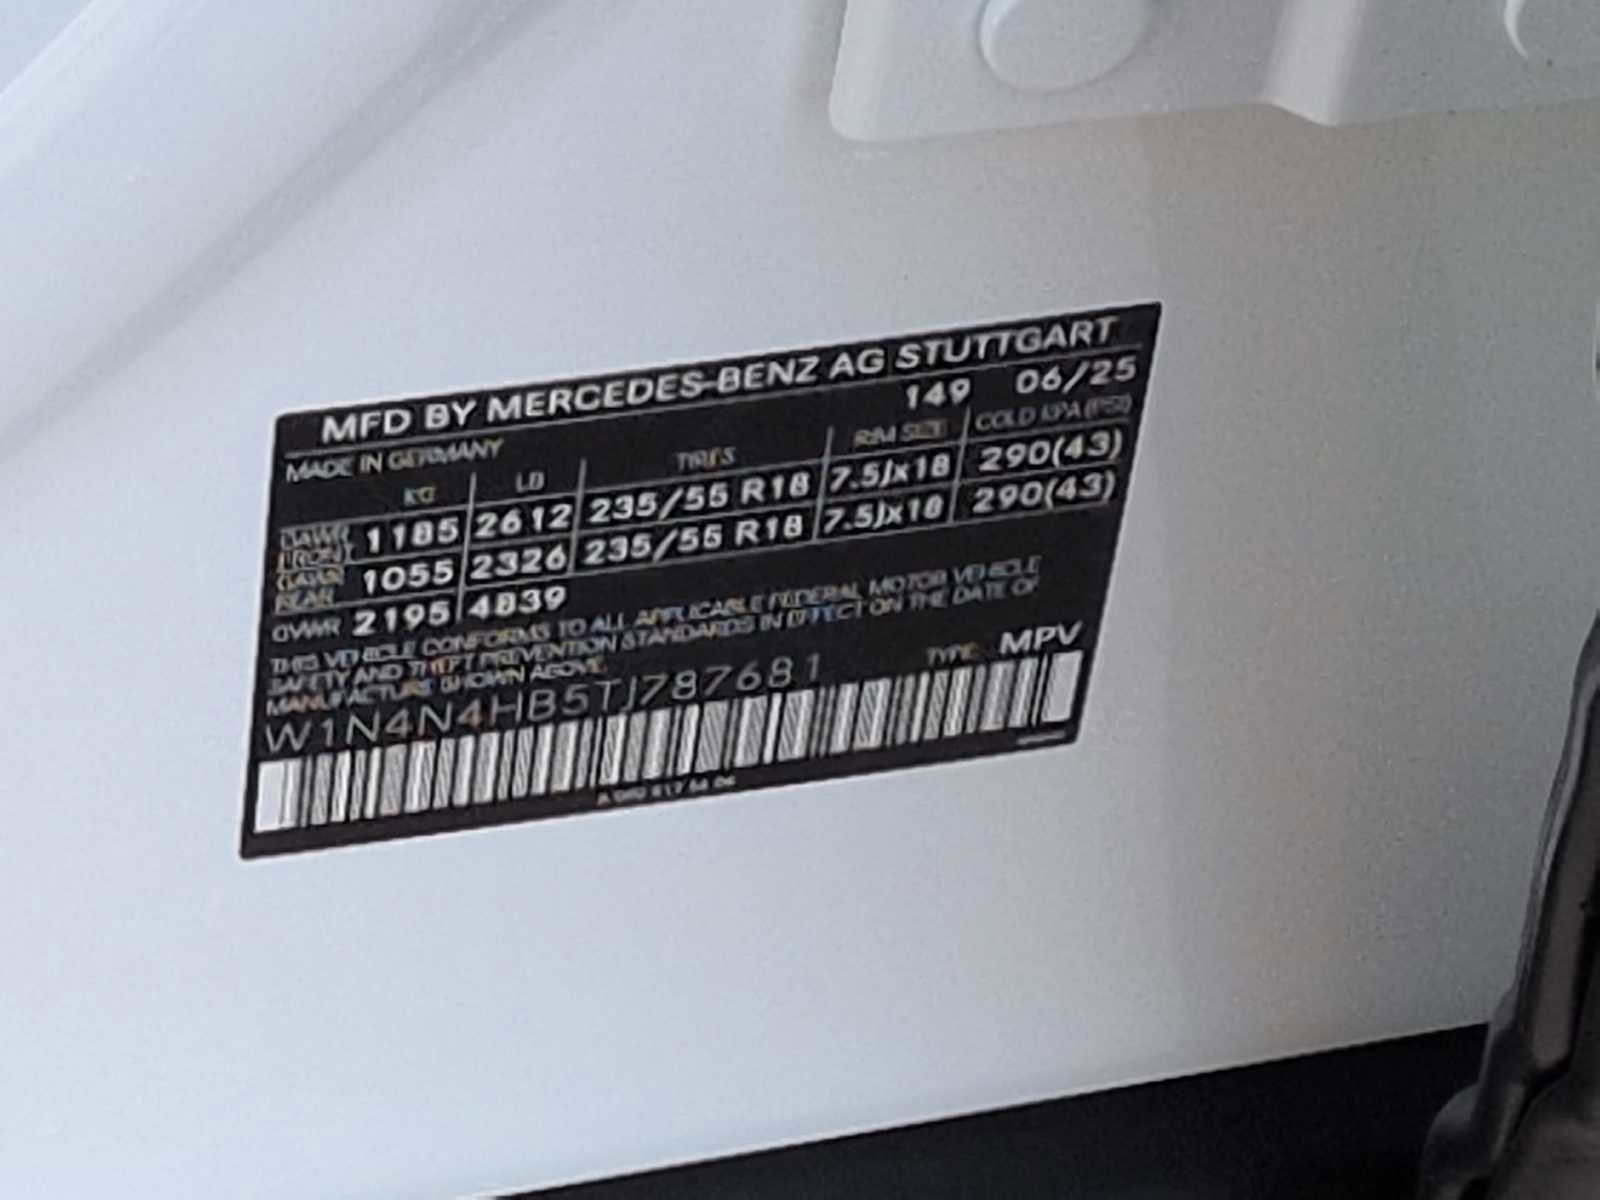 MFD BY MERCEDES-BENZ AG STUTTGART
MADE IN GERMANY 149 06/25
KG LB TIRES RIM SIZE COLD KPA (PSI)
GAWR FRONT 1185 2612 235/55 R18 7.5Jx18 290(43)
GAWR REAR 1055 2326 235/55 R18 7.5Jx18 290(43)
GVWR 2195 4839
THIS VEHICLE CONFORMS TO ALL APPLICABLE FEDERAL MOTOR VEHICLE
SAFETY AND THEFT PREVENTION STANDARDS IN EFFECT ON THE DATE OF
MANUFACTURE SHOWN ABOVE.
W1N4N4HB5TJ787681 TYPE: MPV